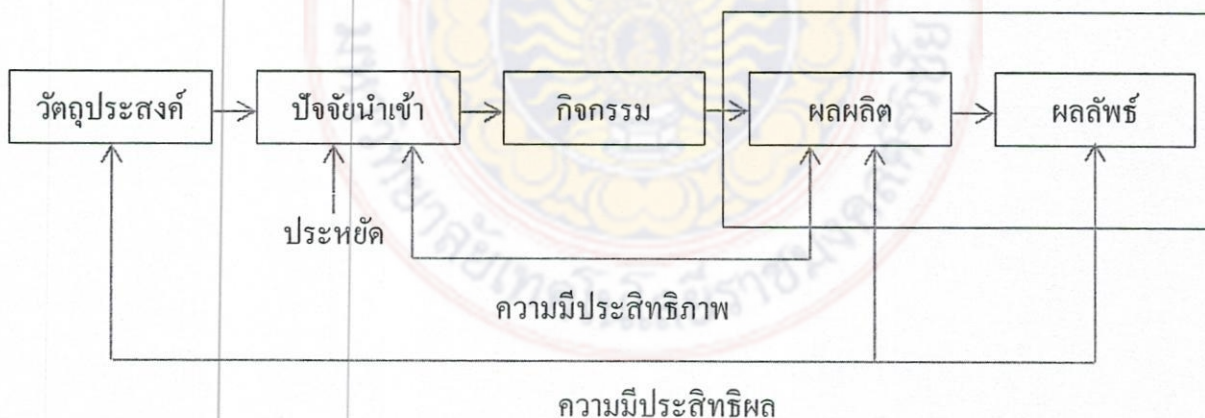 วัตถุประสงค์ ปัจจัยนำเข้า กิจกรรม ผลผลิต ผลลัพธ์
ประหยัด
ความมีประสิทธิภาพ
ความมีประสิทธิผล